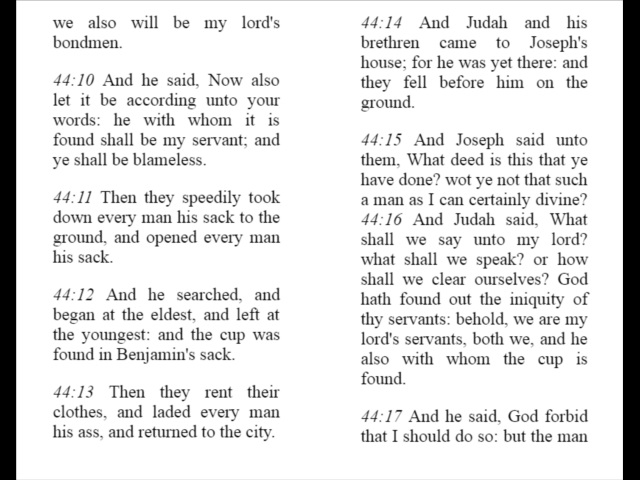 we also will be my lord's
bondmen.
44:10 And he said, Now also
let it be according unto your
words: he with whom it is
found shall be my servant; and
ye shall be blameless.
44:11 Then they speedily took
down every man his sack to the
ground, and opened every man
his sack.
44:12 And he searched, and
began at the eldest, and left at
the youngest: and the cup was
found in Benjamin's sack.
44:13 Then they rent their
clothes, and laded every man
his ass, and returned to the city.
44:14 And Judah and his
brethren came to Joseph's
house; for he was yet there: and
they fell before him on the
ground.
44:15 And Joseph said unto
them, What deed is this that ye
have done? wot ye not that such
a man as I can certainly divine?
44:16 And Judah said, What
shall we say unto my lord?
what shall we speak? or how
shall we clear ourselves? God
hath found out the iniquity of
thy servants: behold, we are my
lord's servants, both we, and he
also with whom the cup is
found.
44:17 And he said, God forbid
that I should do so: but the man